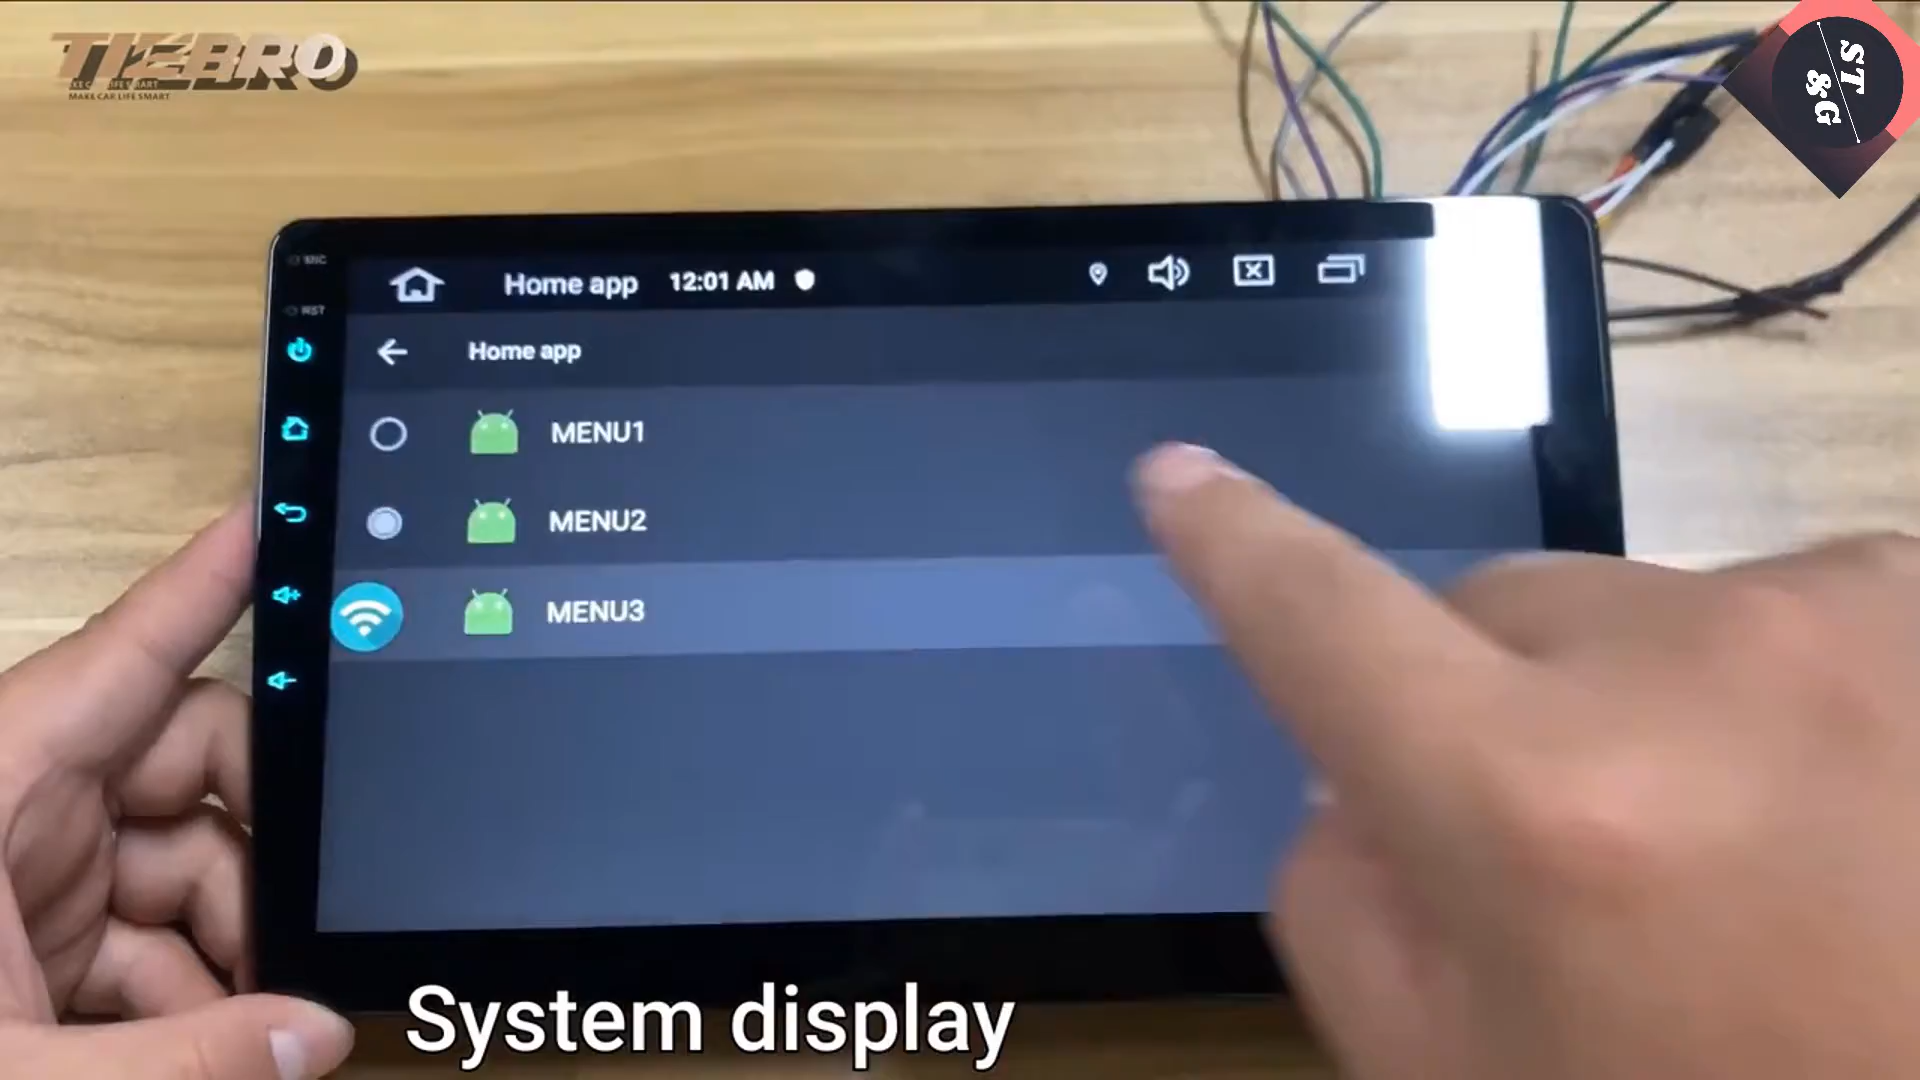 TIEBRO
MAKE CAR LIFE SMART
ST
&G
MIC
RST
Home app 12:01 AM
Home app
MENU1
MENU2
MENU3
System display